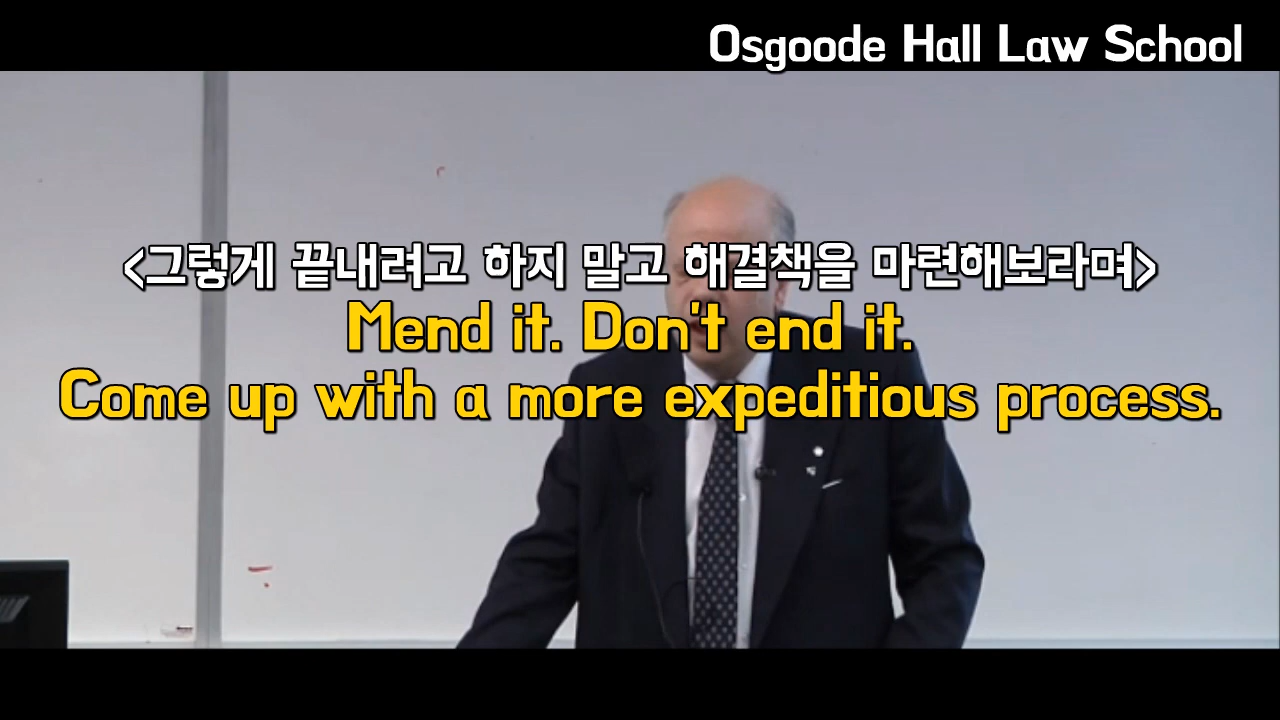 Osgoode Hall Law School
<그렇게 끝내려고 하지 말고 해결책을 마련해보라며>
Mend it. Don't end it.
Come up with a more expeditious process.